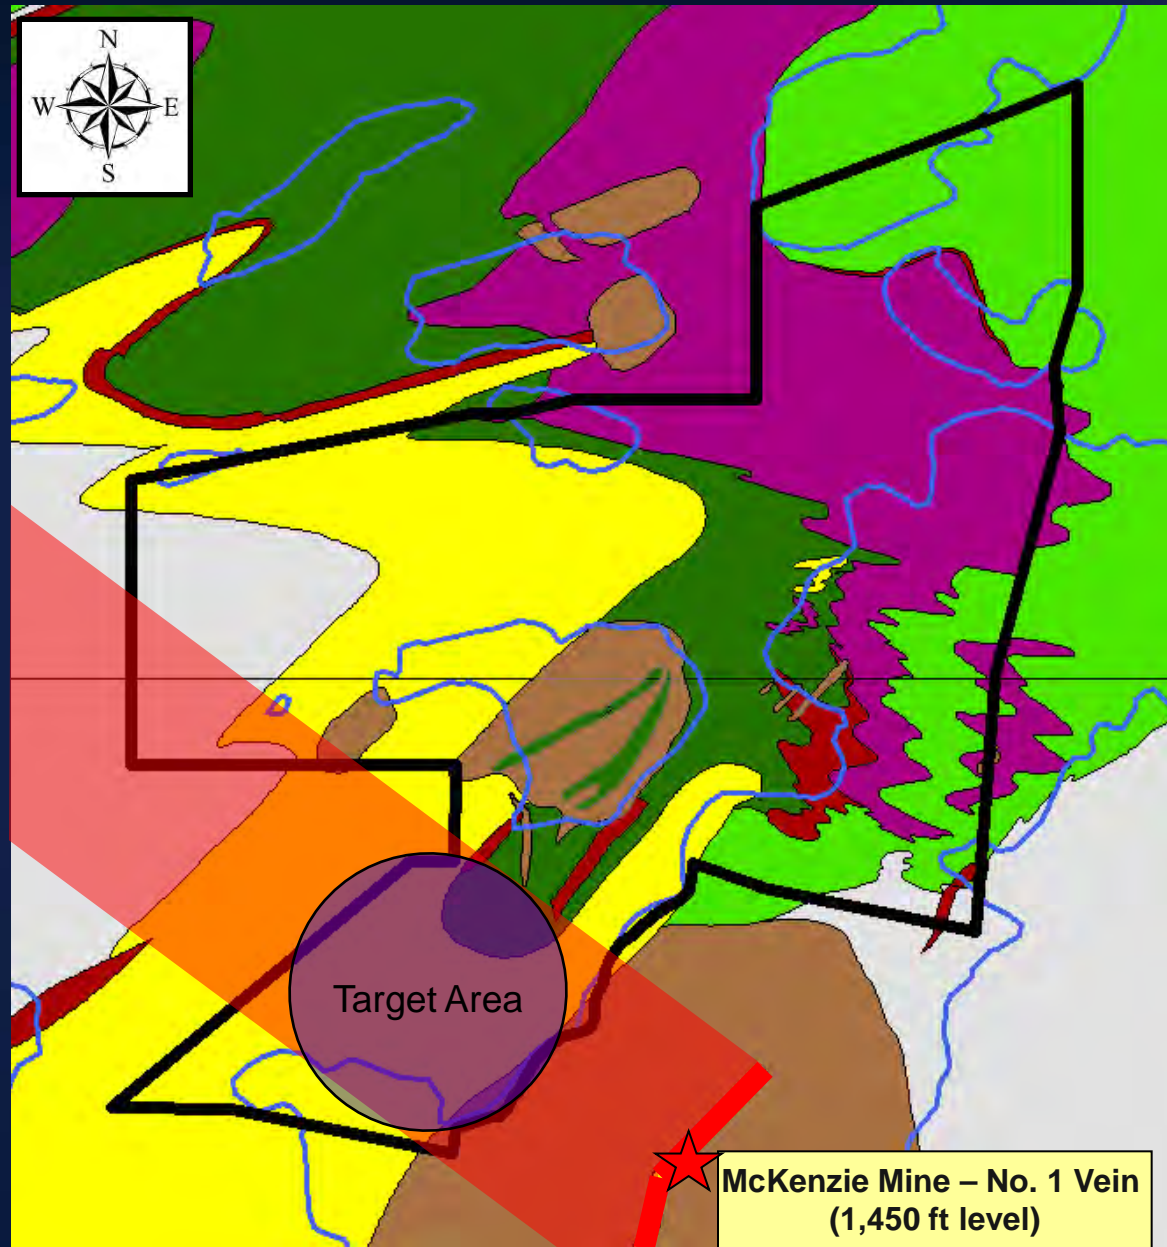 N
W E
S
Target Area
McKenzie Mine – No. 1 Vein
(1,450 ft level)